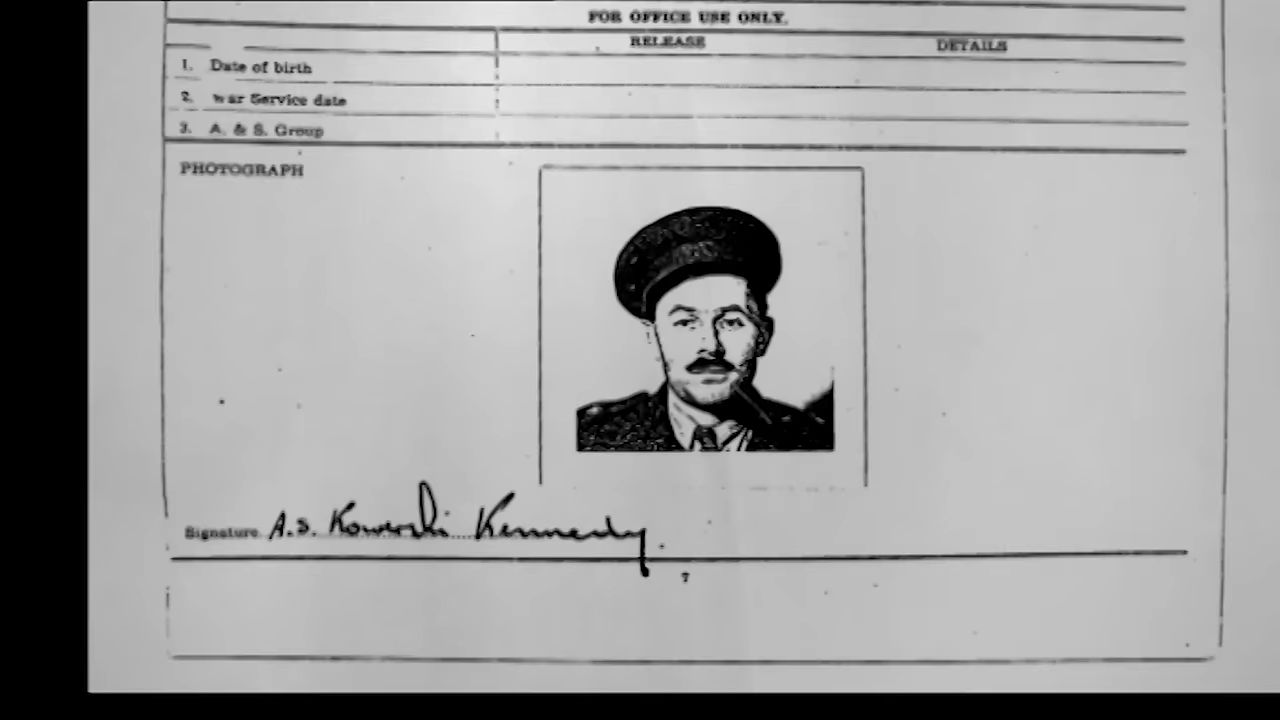 FOR OFFICE USE ONLY.
RELEASE DETAILS
1. Date of birth
2. War Service date
3. A. & S. Group
PHOTOGRAPH
Signature A.S. Kowerski Kennedy.
7